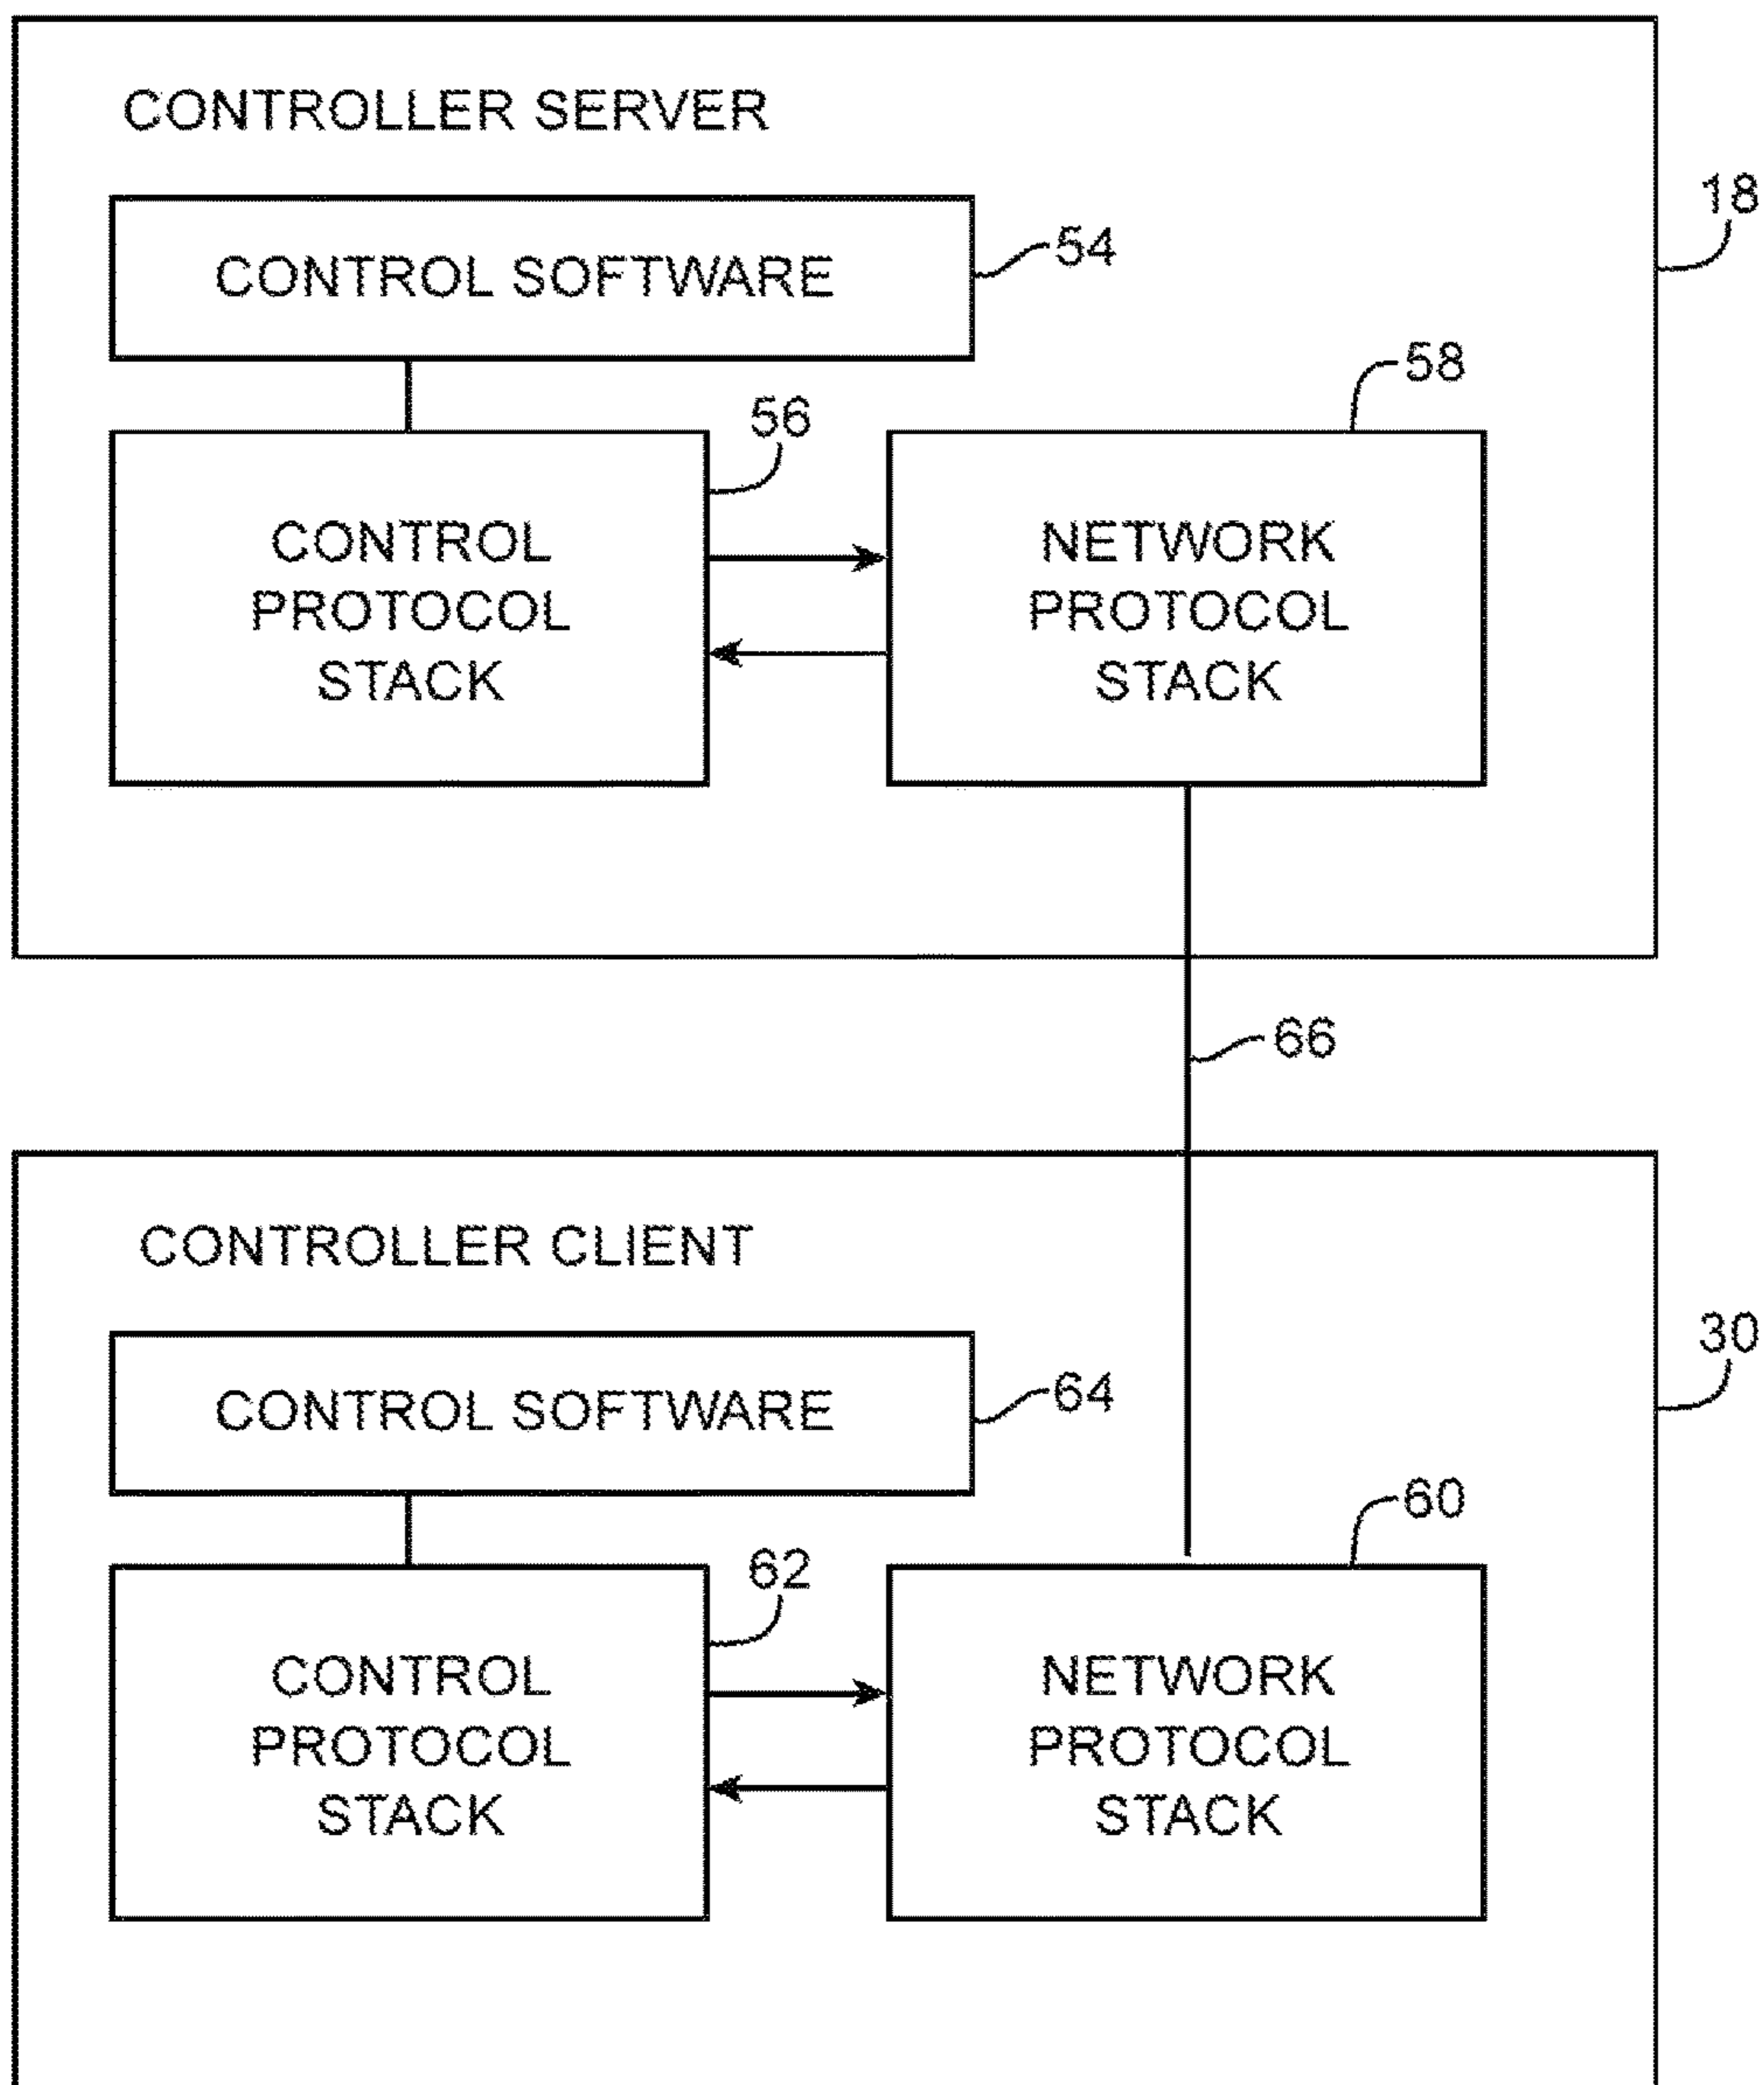 CONTROLLER SERVER
18
CONTROL SOFTWARE
54
58
56
CONTROL
PROTOCOL
STACK
NETWORK
PROTOCOL
STACK
66
CONTROLLER CLIENT
30
CONTROL SOFTWARE
64
60
62
CONTROL
PROTOCOL
STACK
NETWORK
PROTOCOL
STACK